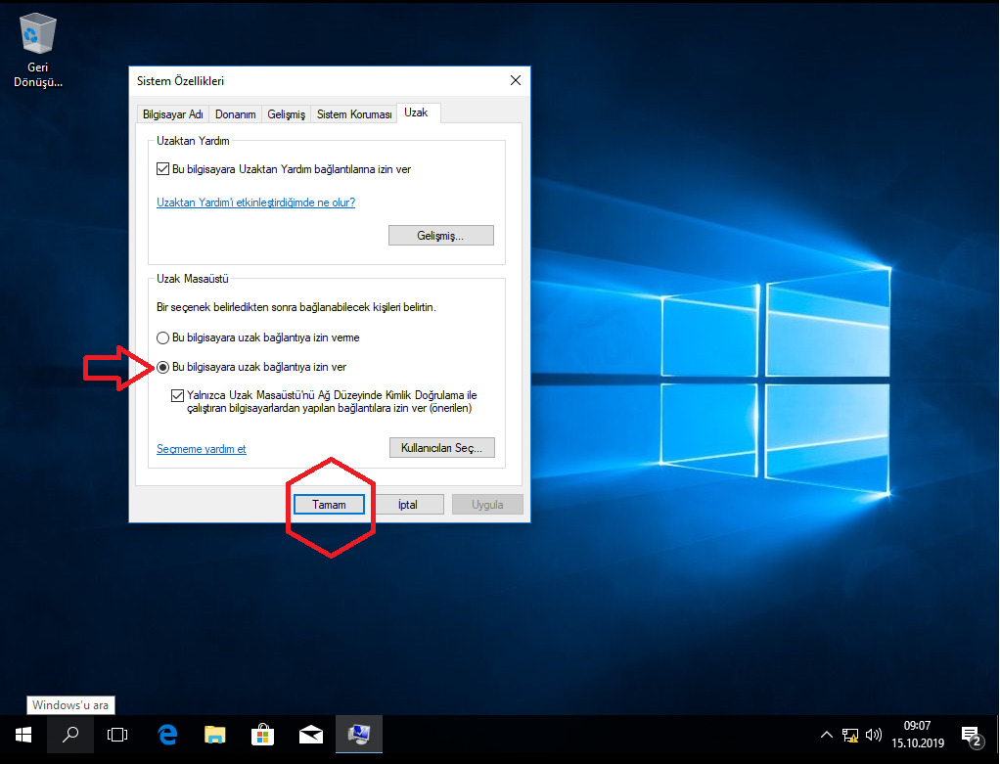 Geri
Dönüşü...
Sistem Özellikleri
Bilgisayar Adı
Donanım
Gelişmiş
Sistem Koruması
Uzak
Uzaktan Yardım
Bu bilgisayara Uzaktan Yardım bağlantılarına izin ver
Uzaktan Yardım'ı etkinleştirdiğimde ne olur?
Gelişmiş...
Uzak Masaüstü
Bir seçenek belirledikten sonra bağlanabilecek kişileri belirtin.
Bu bilgisayara uzak bağlantıya izin verme
Bu bilgisayara uzak bağlantıya izin ver
Yalnızca Uzak Masaüstü'nü Ağ Düzeyinde Kimlik Doğrulama ile
çalıştıran bilgisayarlardan yapılan bağlantılara izin ver (önerilen)
Seçmeme yardım et
Kullanıcıları Seç...
Tamam
İptal
Uygula
Windows'u ara
09:07
15.10.2019
2